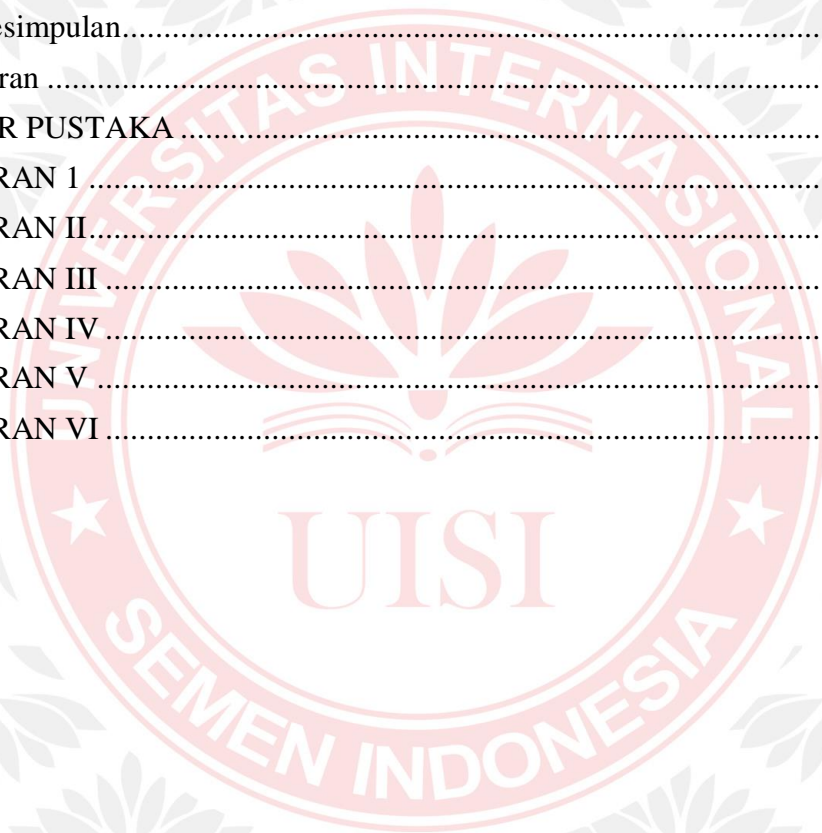 esimpulan................................................................................................
ran ................................................................................................
R PUSTAKA ................................................................................
RAN 1 ..........................................................................................
RAN II..........................................................................................
RAN III ........................................................................................
RAN IV ........................................................................................
RAN V .........................................................................................
RAN VI ........................................................................................
UNIVERSITAS INTERNASIONAL
UISI
SEMEN INDONESIA